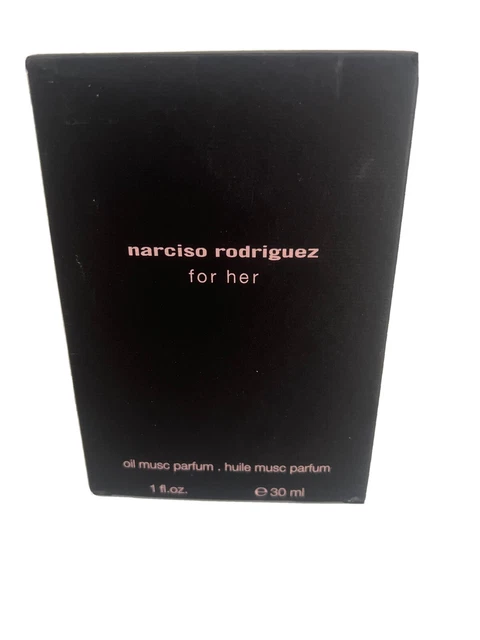 narciso rodriguez
for her
oil musc parfum . huile musc parfum
1 fl.oz. ℮ 30 ml